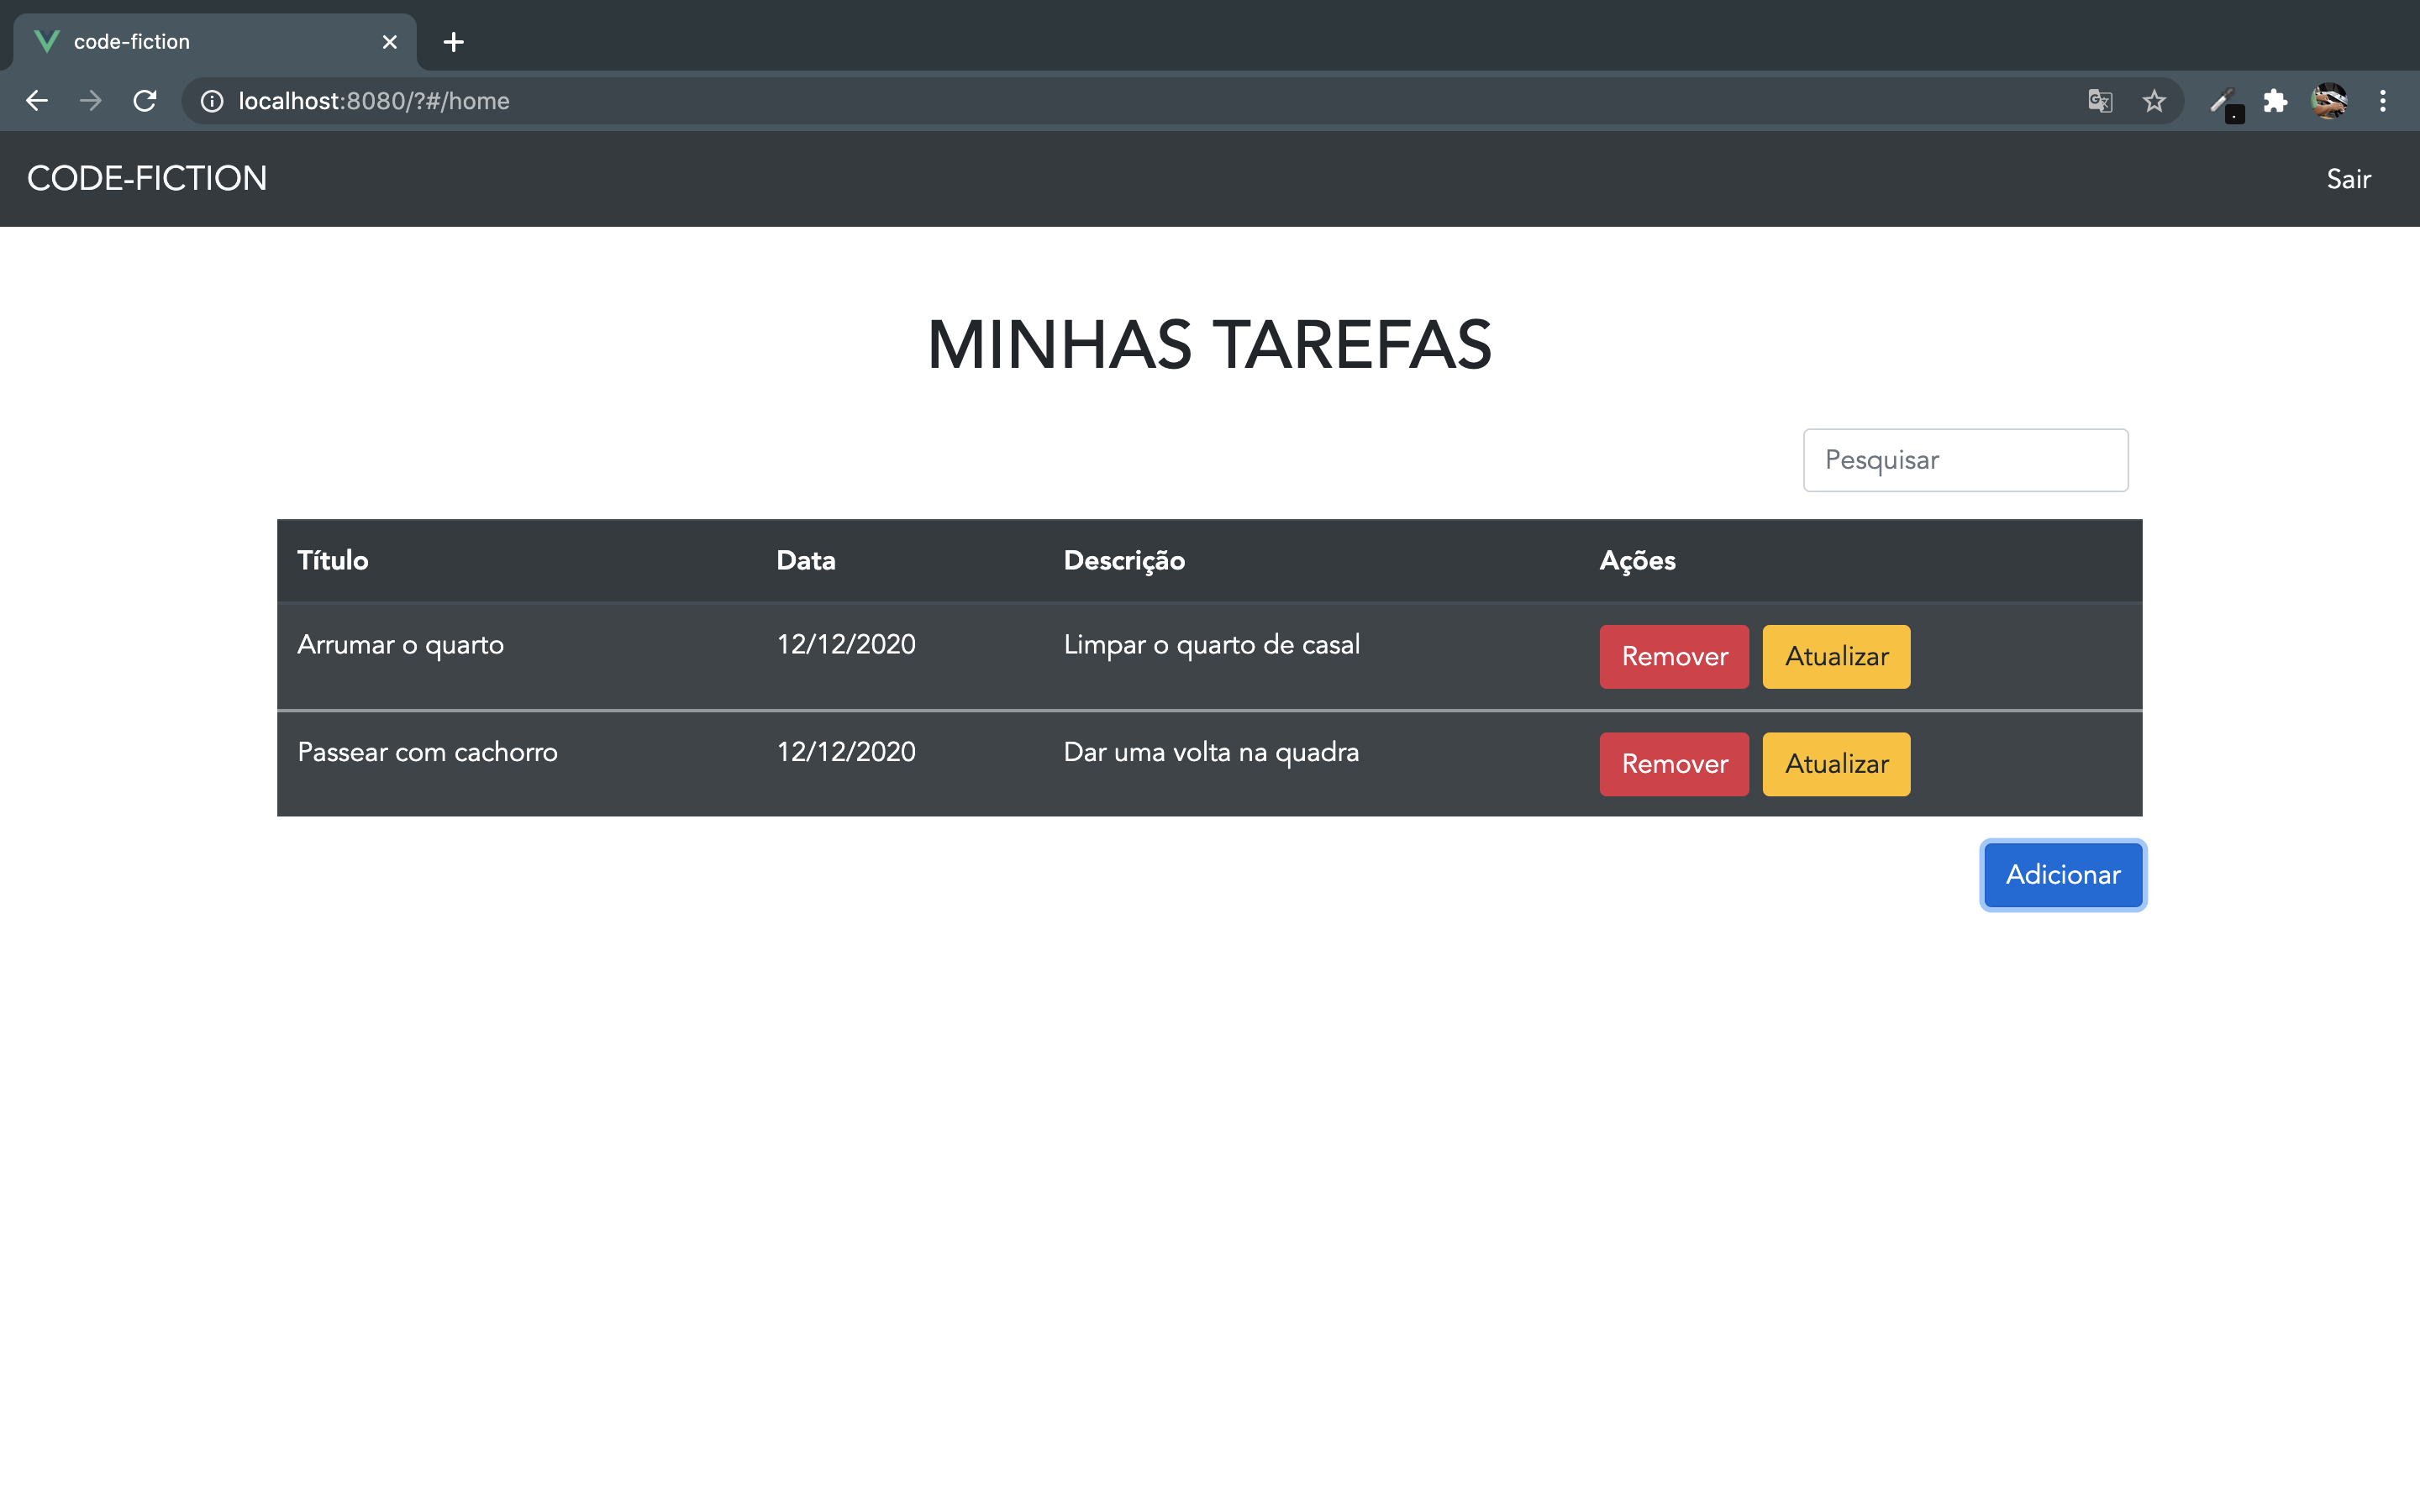 code-fiction
localhost:8080/?#/home
CODE-FICTION
Sair
MINHAS TAREFAS
Pesquisar
Título Data Descrição Ações
Arrumar o quarto 12/12/2020 Limpar o quarto de casal Remover Atualizar
Passear com cachorro 12/12/2020 Dar uma volta na quadra Remover Atualizar
Adicionar